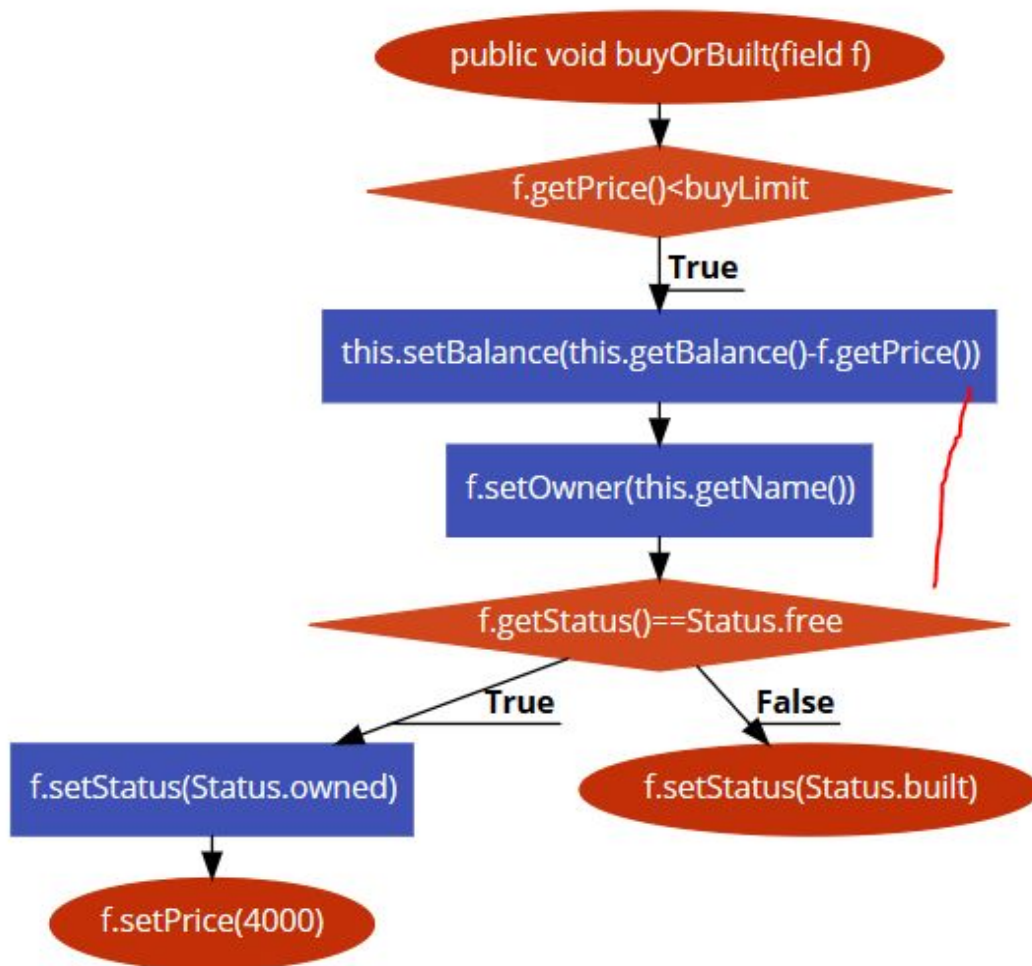 public void buyOrBuilt(field f)
f.getPrice()<buyLimit
True
this.setBalance(this.getBalance()-f.getPrice())
f.setOwner(this.getName())
f.getStatus()==Status.free
True
False
f.setStatus(Status.owned)
f.setStatus(Status.built)
f.setPrice(4000)